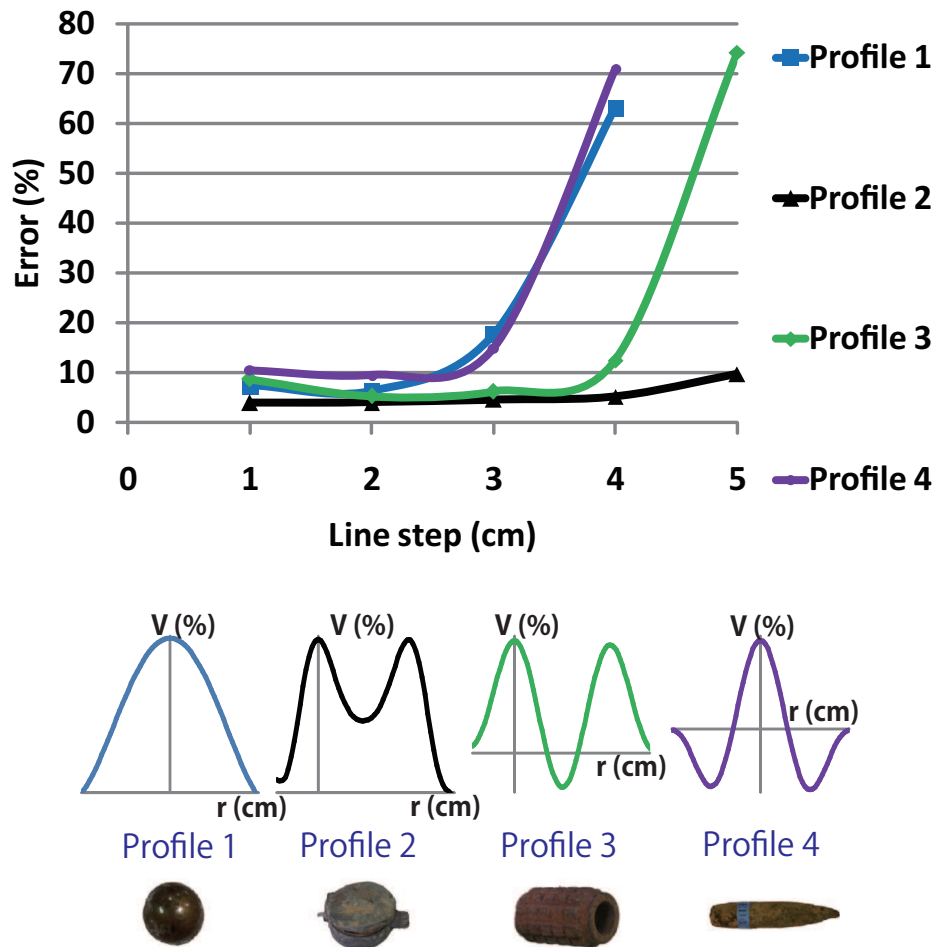 80
70
60
50
40
30
20
10
0
Error (%)
0 1 2 3 4 5
Line step (cm)
Profile 1
Profile 2
Profile 3
Profile 4
V (%)
r (cm)
Profile 1
V (%)
r (cm)
Profile 2
V (%)
r (cm)
Profile 3
V (%)
r (cm)
Profile 4